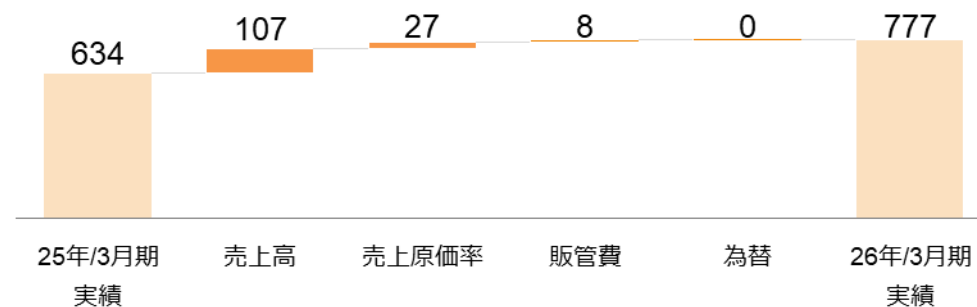 634
107
27
8
0
777
25年/3月期
実績
売上高
売上原価率
販管費
為替
26年/3月期
実績